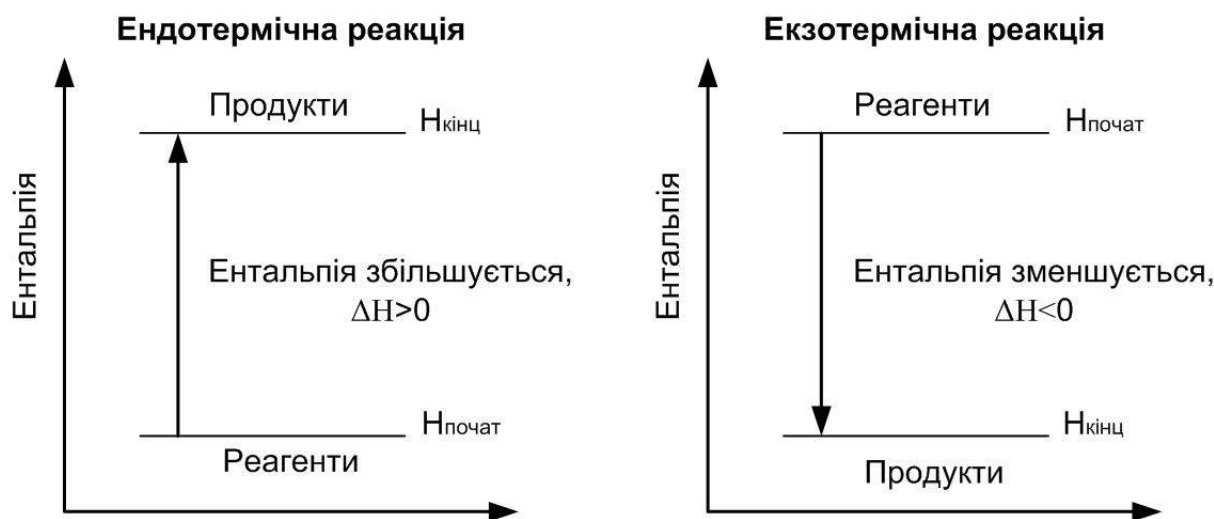 Ендотермічна реакція
Ентальпія
Продукти
Hкінц
Ентальпія збільшується,
ΔH>0
Hпочат
Реагенти
Екзотермічна реакція
Ентальпія
Реагенти
Hпочат
Ентальпія зменшується,
ΔH<0
Hкінц
Продукти